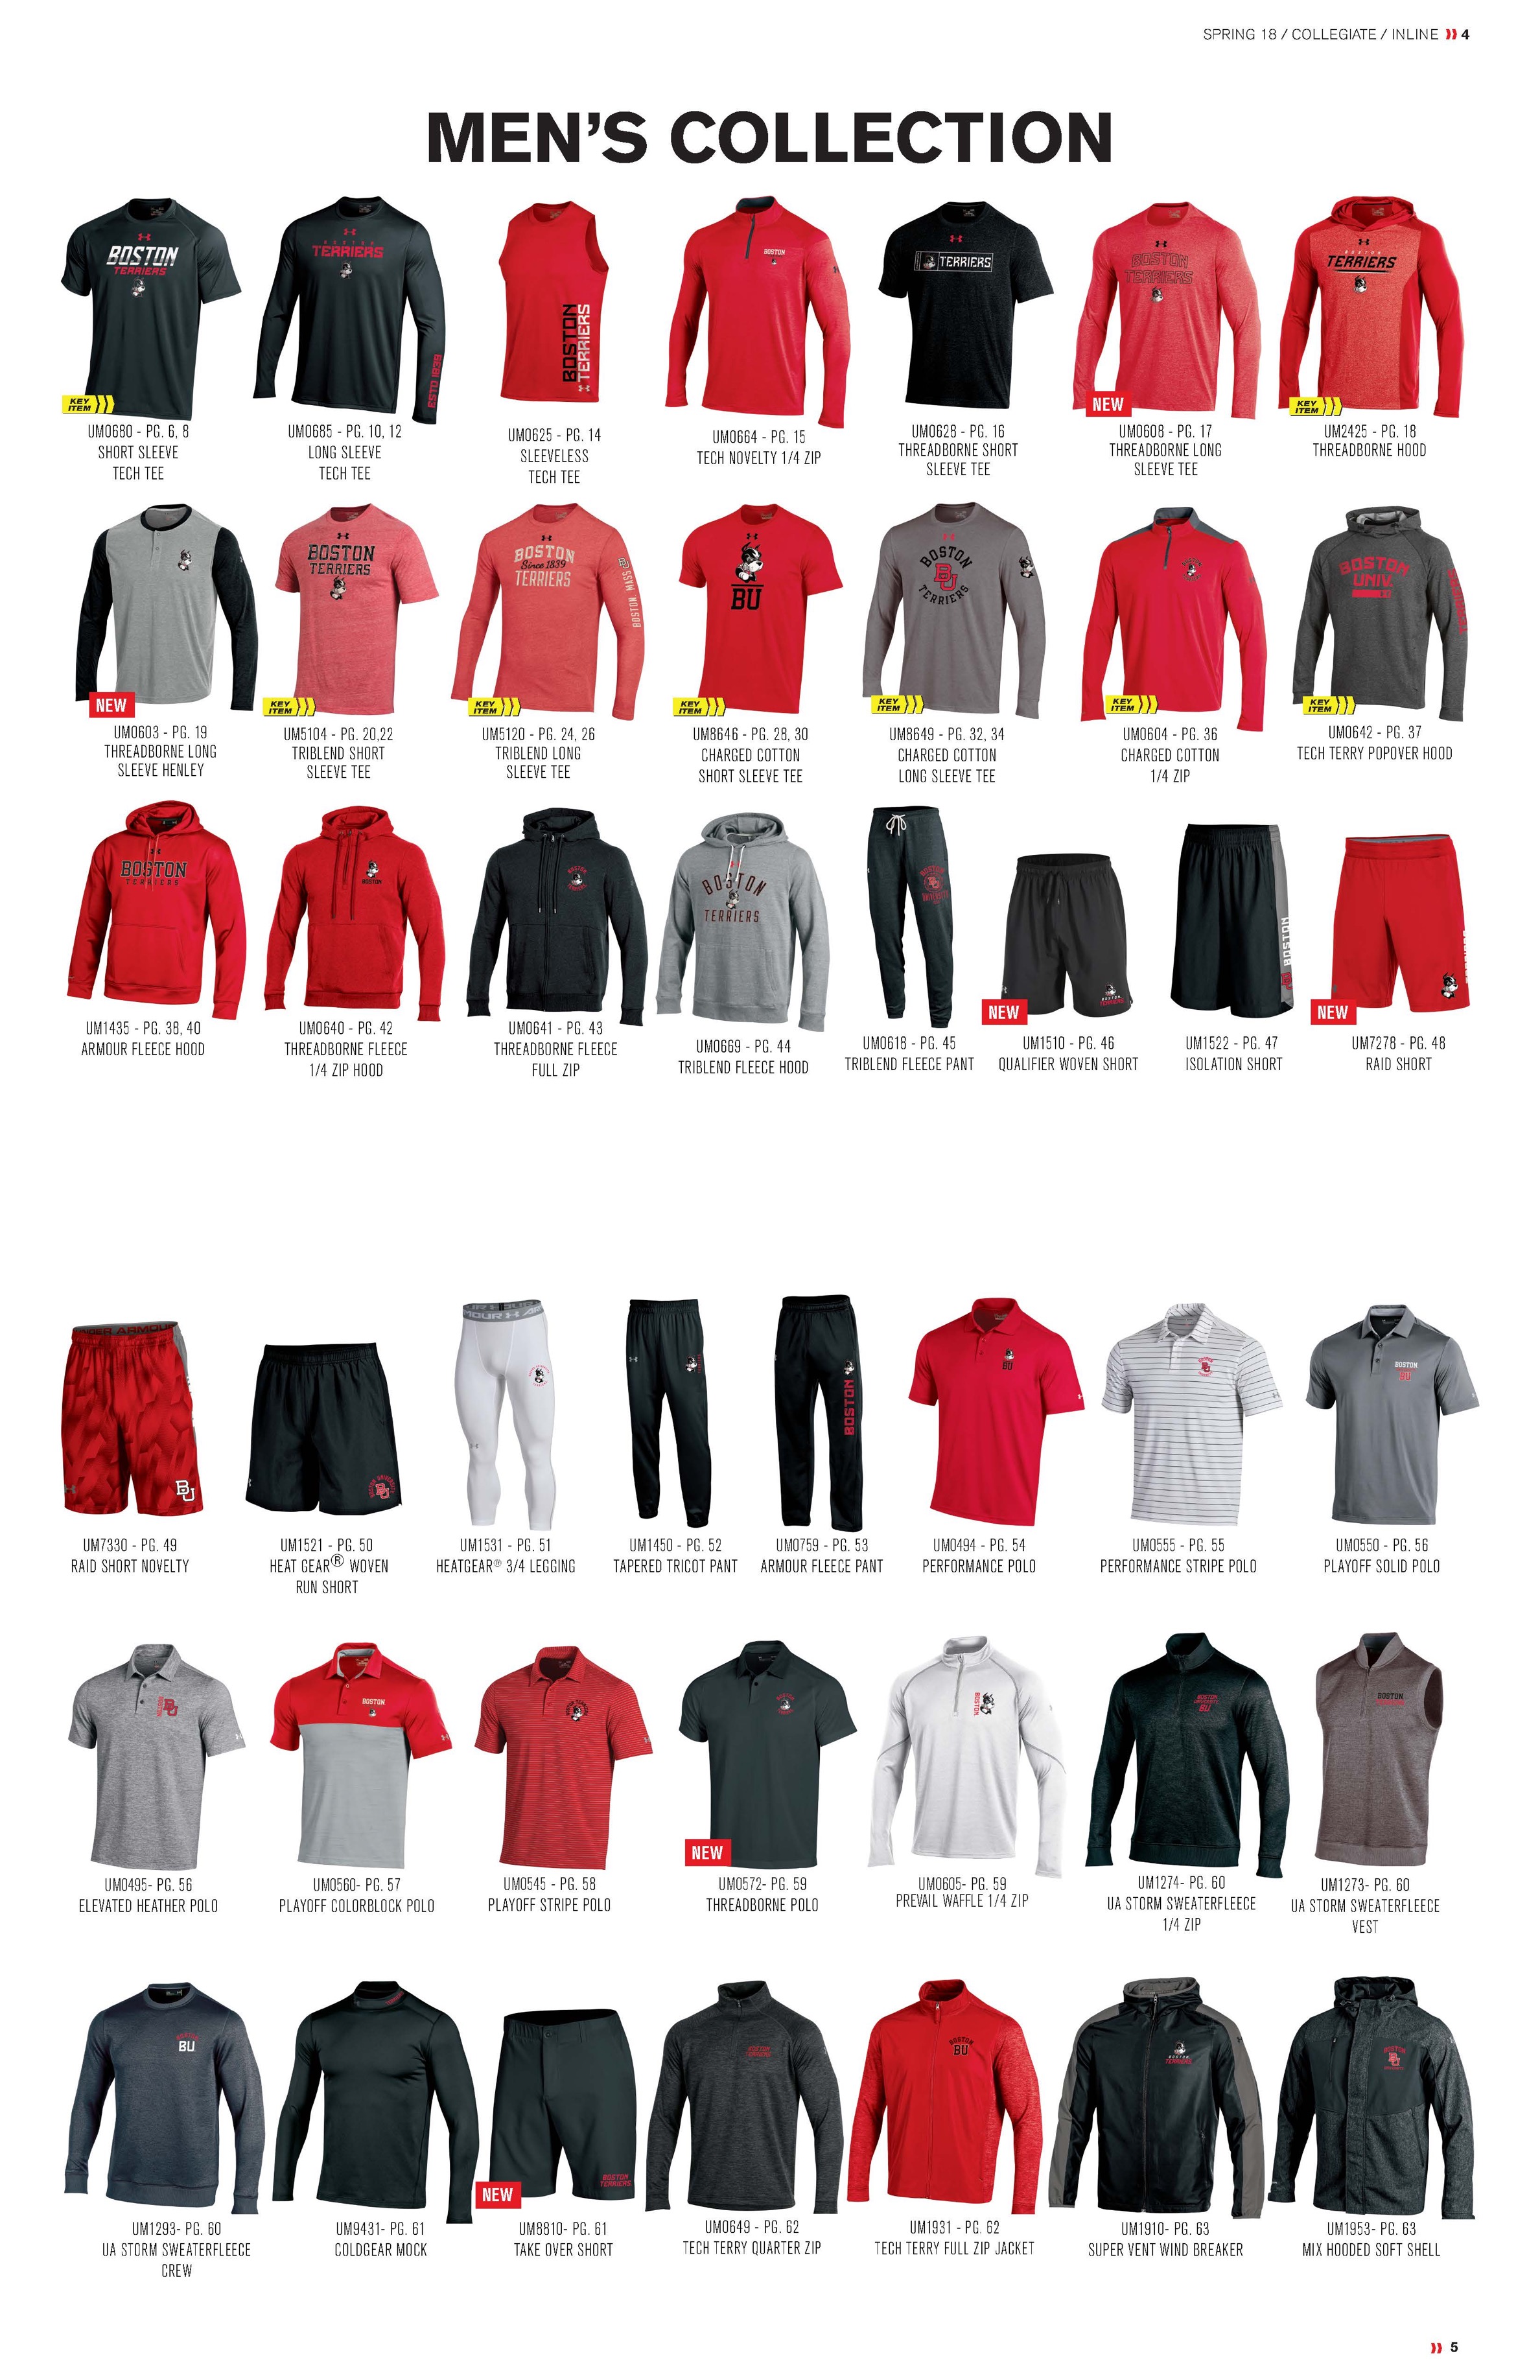 SPRING 18 / COLLEGIATE / INLINE 4
MEN'S COLLECTION
BOSTON
TERRIERS
TERRIERS
ESTD 1839
BOSTON
TERRIERS
BOSTON
TERRIERS
BOSTON
TERRIERS
TERRIERS
KEY
ITEM
NEW
KEY
ITEM
UM0680 - PG. 6, 8
SHORT SLEEVE
TECH TEE
UM0685 - PG. 10, 12
LONG SLEEVE
TECH TEE
UM0625 - PG. 14
SLEEVELESS
TECH TEE
UM0664 - PG. 15
TECH NOVELTY 1/4 ZIP
UM0628 - PG. 16
THREADBORNE SHORT
SLEEVE TEE
UM0608 - PG. 17
THREADBORNE LONG
SLEEVE TEE
UM2425 - PG. 18
THREADBORNE HOOD
BOSTON
TERRIERS
BOSTON
Since 1839
TERRIERS
BOSTON MASS
BU
BOSTON
BU
TERRIERS
BOSTON
UNIV.
NEW
KEY
ITEM
KEY
ITEM
KEY
ITEM
KEY
ITEM
KEY
ITEM
KEY
ITEM
UM0603 - PG. 19
THREADBORNE LONG
SLEEVE HENLEY
UM5104 - PG. 20,22
TRIBLEND SHORT
SLEEVE TEE
UM5120 - PG. 24, 26
TRIBLEND LONG
SLEEVE TEE
UM8646 - PG. 28, 30
CHARGED COTTON
SHORT SLEEVE TEE
UM8649 - PG. 32, 34
CHARGED COTTON
LONG SLEEVE TEE
UM0604 - PG. 36
CHARGED COTTON
1/4 ZIP
UM0642 - PG. 37
TECH TERRY POPOVER HOOD
BOSTON
TERRIERS
BOSTON
BOSTON
TERRIERS
BOSTON
NEW
NEW
UM1435 - PG. 38, 40
ARMOUR FLEECE HOOD
UM0640 - PG. 42
THREADBORNE FLEECE
1/4 ZIP HOOD
UM0641 - PG. 43
THREADBORNE FLEECE
FULL ZIP
UM0669 - PG. 44
TRIBLEND FLEECE HOOD
UM0618 - PG. 45
TRIBLEND FLEECE PANT
UM1510 - PG. 46
QUALIFIER WOVEN SHORT
UM1522 - PG. 47
ISOLATION SHORT
UM7278 - PG. 48
RAID SHORT
UNDER ARMOUR
BU
BOSTON
BU
BOSTON
BU
UM7330 - PG. 49
RAID SHORT NOVELTY
UM1521 - PG. 50
HEAT GEAR® WOVEN
RUN SHORT
UM1531 - PG. 51
HEATGEAR® 3/4 LEGGING
UM1450 - PG. 52
TAPERED TRICOT PANT
UM0759 - PG. 53
ARMOUR FLEECE PANT
UM0494 - PG. 54
PERFORMANCE POLO
UM0555 - PG. 55
PERFORMANCE STRIPE POLO
UM0550 - PG. 56
PLAYOFF SOLID POLO
BOSTON
BU
BOSTON
BOSTON
BOSTON
UNIVERSITY
BU
BOSTON
NEW
UM0495- PG. 56
ELEVATED HEATHER POLO
UM0560- PG. 57
PLAYOFF COLORBLOCK POLO
UM0545 - PG. 58
PLAYOFF STRIPE POLO
UM0572- PG. 59
THREADBORNE POLO
UM0605- PG. 59
PREVAIL WAFFLE 1/4 ZIP
UM1274- PG. 60
UA STORM SWEATERFLEECE
1/4 ZIP
UM1273- PG. 60
UA STORM SWEATERFLEECE
VEST
BOSTON
BU
BOSTON
TERRIERS
BOSTON
TERRIERS
BOSTON
BU
BOSTON
TERRIERS
BOSTON
BU
NEW
UM1293- PG. 60
UA STORM SWEATERFLEECE
CREW
UM9431- PG. 61
COLDGEAR MOCK
UM8810- PG. 61
TAKE OVER SHORT
UM0649 - PG. 62
TECH TERRY QUARTER ZIP
UM1931 - PG. 62
TECH TERRY FULL ZIP JACKET
UM1910- PG. 63
SUPER VENT WIND BREAKER
UM1953- PG. 63
MIX HOODED SOFT SHELL
5